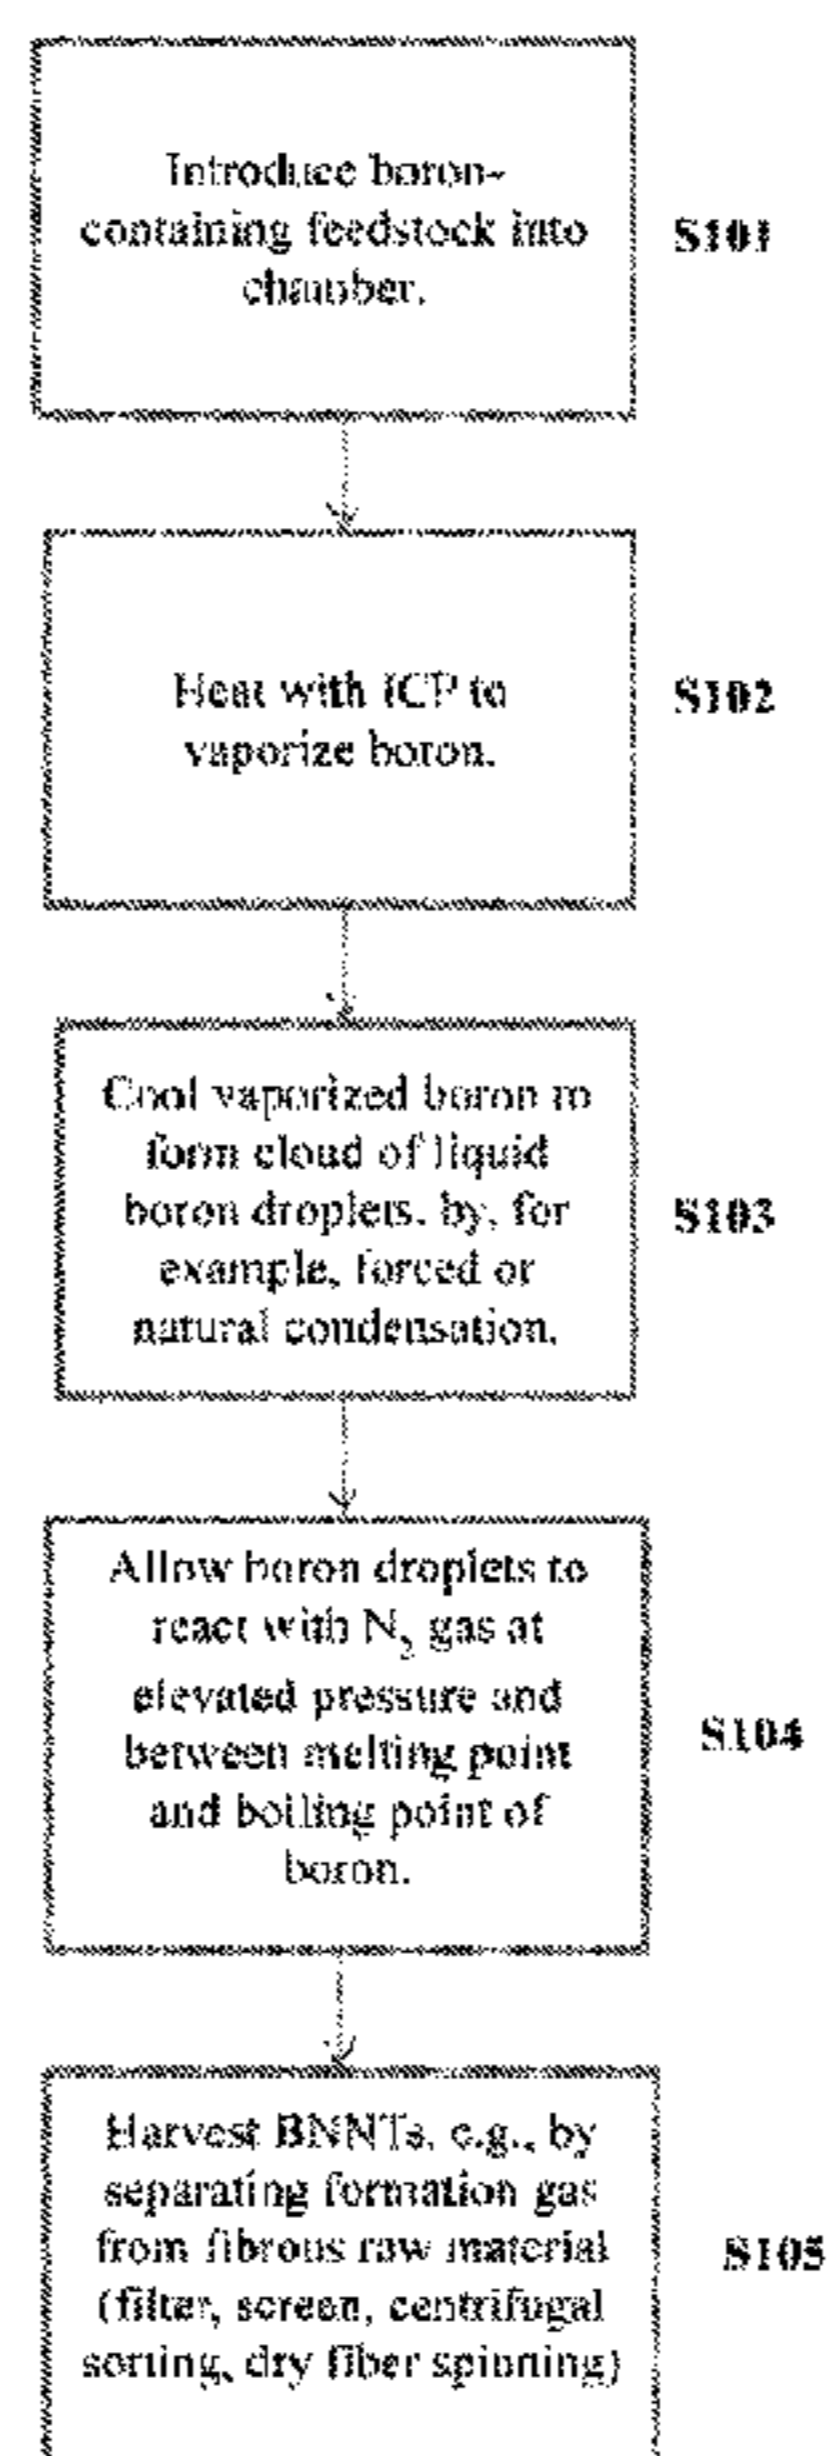 Introduce boron-
containing feedstock into
chamber.
S101
Heat with ICP to
vaporize boron.
S102
Cool vaporized boron to
form cloud of liquid
boron droplets, by, for
example, forced or
natural condensation.
S103
Allow boron droplets to
react with N₂ gas at
elevated pressure and
between melting point
and boiling point of
boron.
S104
Harvest BNNTs, e.g., by
separating formation gas
from fibrous raw material
(filter, screen, centrifugal
sorting, dry fiber spinning)
S105